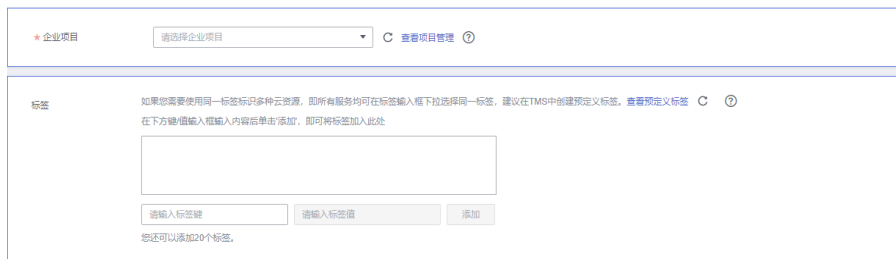 ★ 企业项目 请选择企业项目 查看项目管理
标签 如果您需要使用同一标签标识多种云资源，即所有服务均可在标签输入框下拉选择同一标签，建议在TMS中创建预定义标签。查看预定义标签
在下方键/值输入框输入内容后单击'添加'，即可将标签加入此处
请输入标签键 请输入标签值 添加
您还可以添加20个标签。